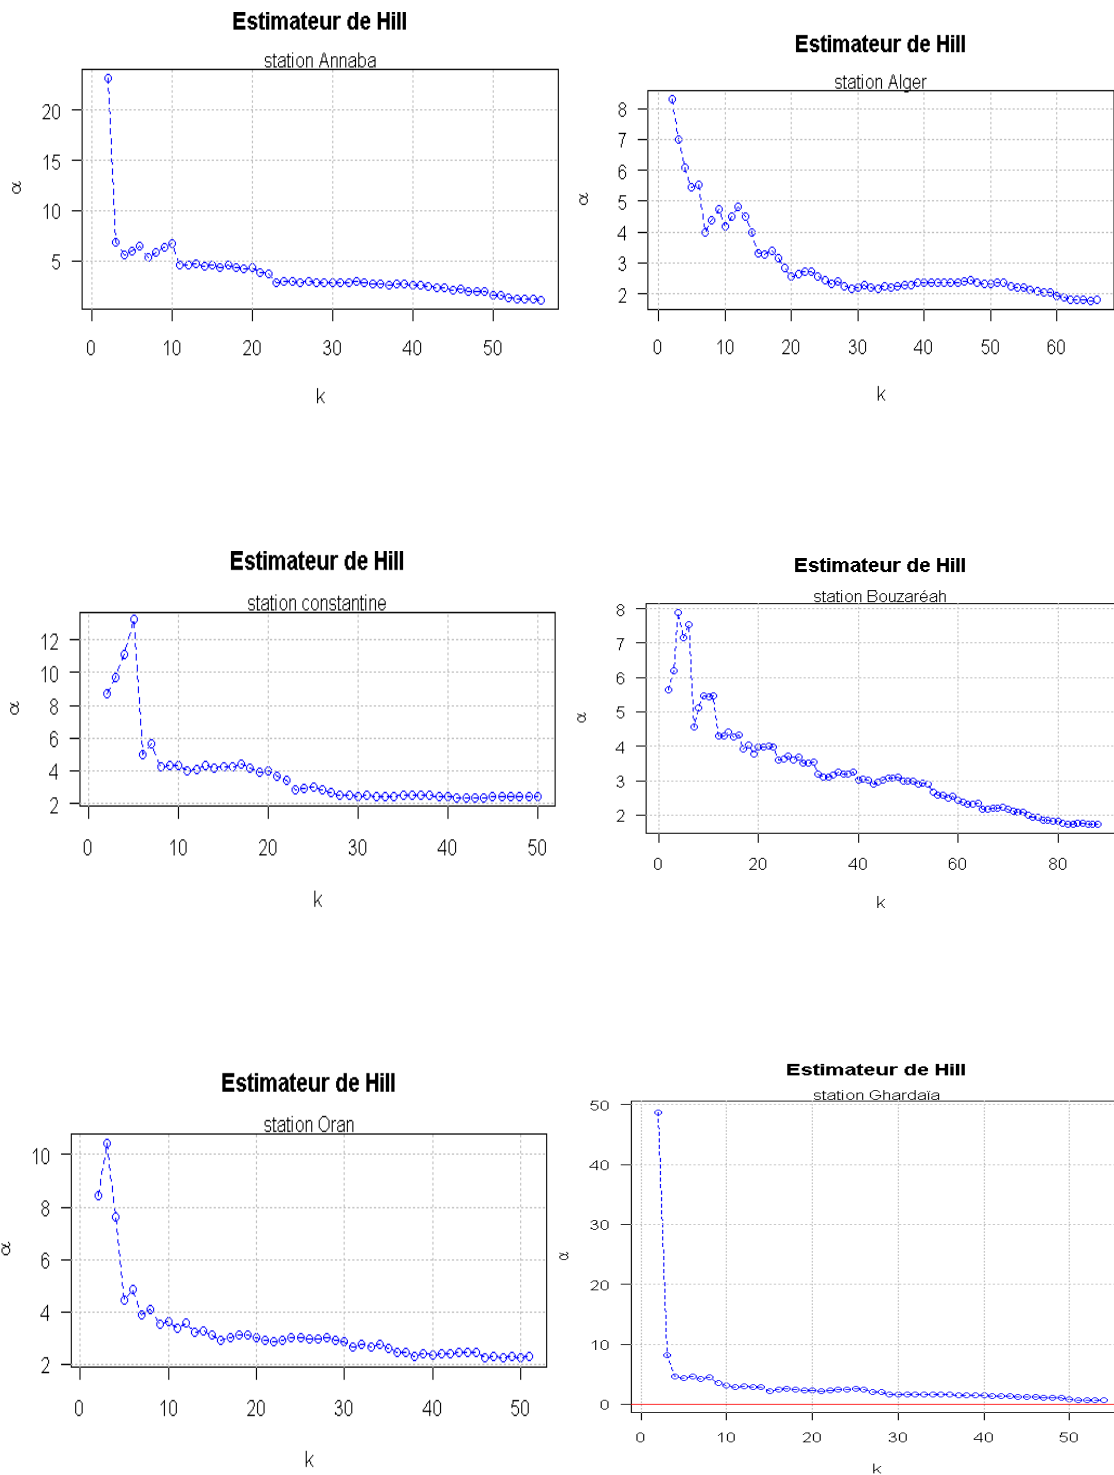 Estimateur de Hill
station Annaba
20
15
10
5
α
0 10 20 30 40 50
k
Estimateur de Hill
station Alger
8
7
6
5
4
3
2
α
0 10 20 30 40 50 60
k
Estimateur de Hill
station constantine
12
10
8
6
4
2
α
0 10 20 30 40 50
k
Estimateur de Hill
station Bouzaréah
8
7
6
5
4
3
2
α
0 20 40 60 80
k
Estimateur de Hill
station Oran
10
8
6
4
2
α
0 10 20 30 40 50
k
Estimateur de Hill
station Ghardaïa
50
40
30
20
10
0
α
0 10 20 30 40 50
k